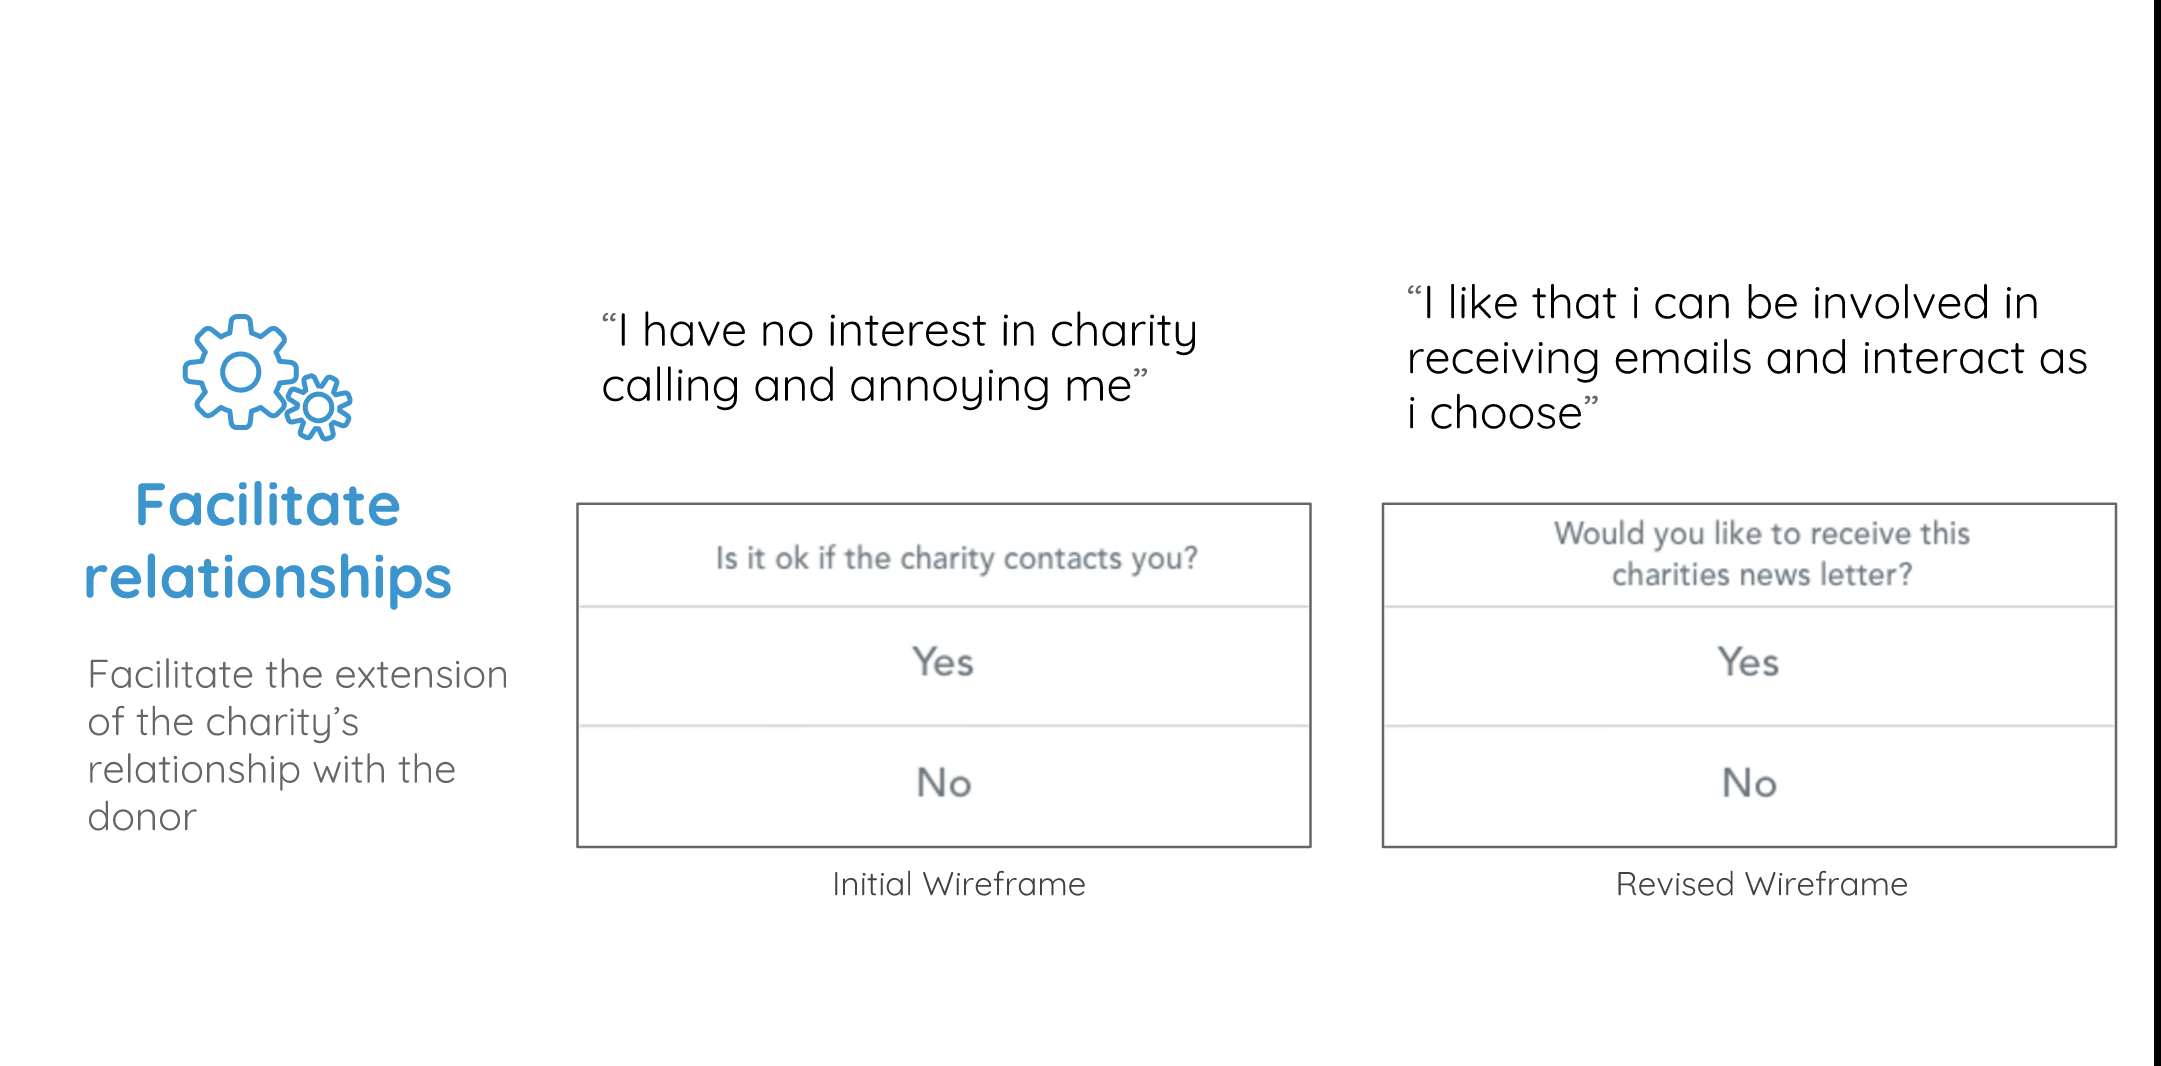 Facilitate
relationships
Facilitate the extension
of the charity’s
relationship with the
donor
“I have no interest in charity
calling and annoying me”
Is it ok if the charity contacts you?
Yes
No
Initial Wireframe
“I like that i can be involved in
receiving emails and interact as
i choose”
Would you like to receive this
charities news letter?
Yes
No
Revised Wireframe